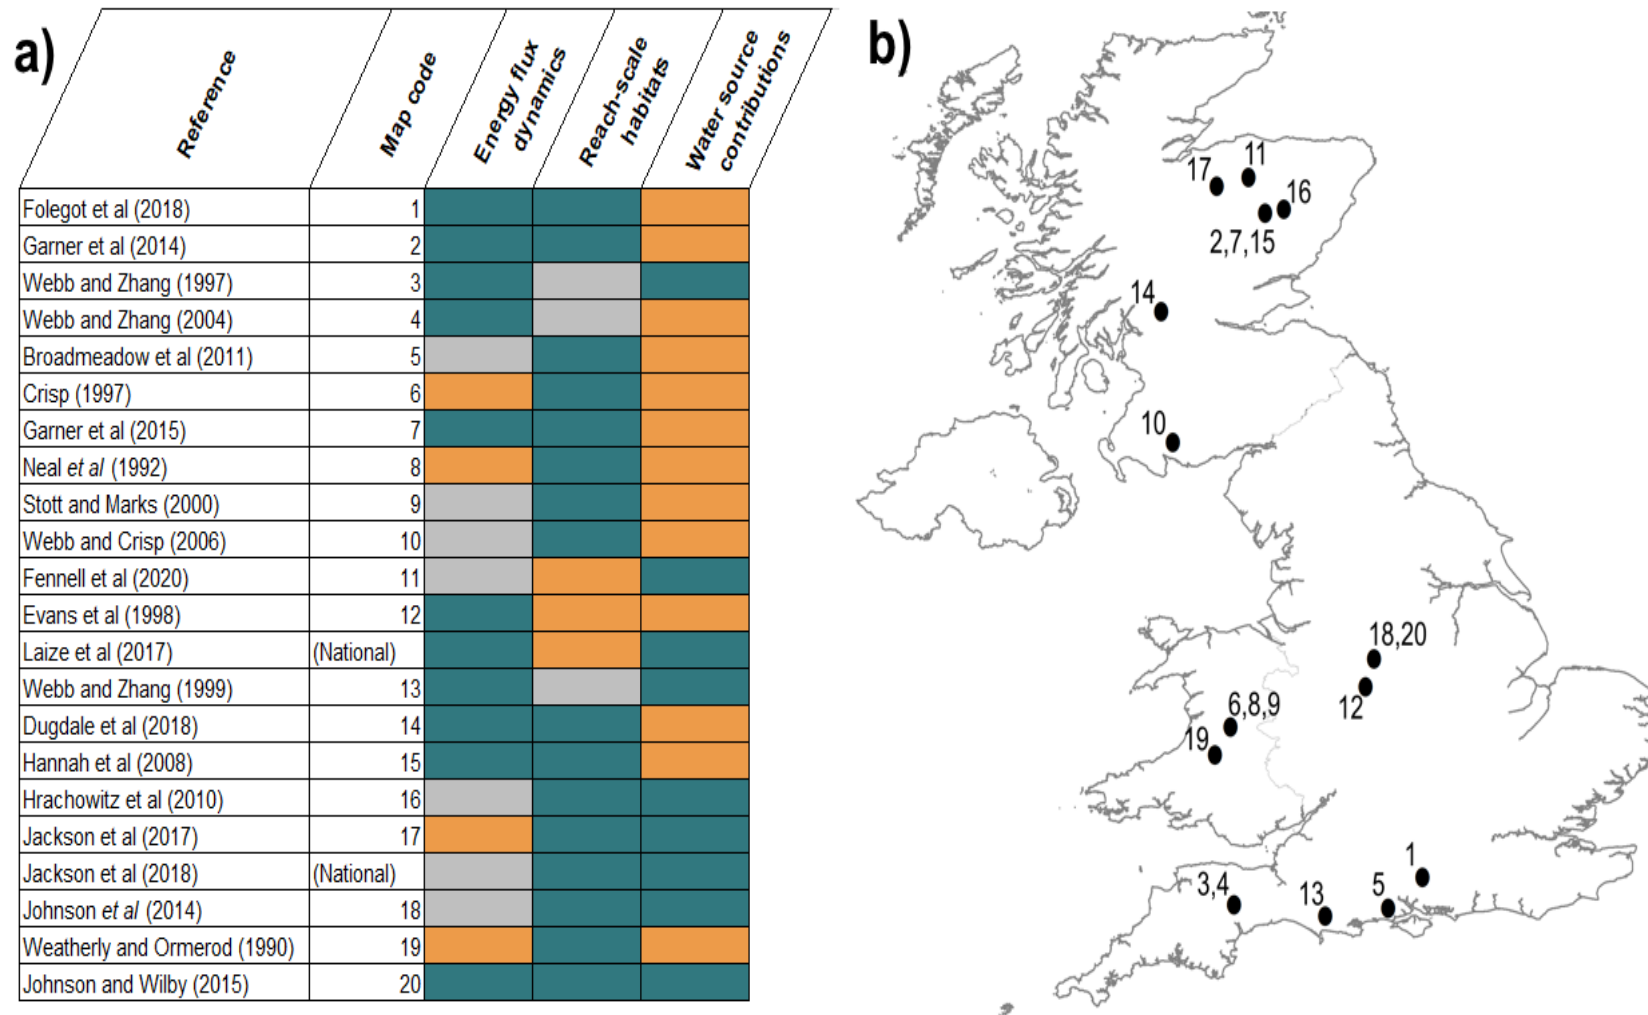 a)
Reference
Map code
Energy flux
dynamics
Reach-scale
habitats
Water source
contributions
Folegot et al (2018) 1
Garner et al (2014) 2
Webb and Zhang (1997) 3
Webb and Zhang (2004) 4
Broadmeadow et al (2011) 5
Crisp (1997) 6
Garner et al (2015) 7
Neal et al (1992) 8
Stott and Marks (2000) 9
Webb and Crisp (2006) 10
Fennell et al (2020) 11
Evans et al (1998) 12
Laize et al (2017) (National)
Webb and Zhang (1999) 13
Dugdale et al (2018) 14
Hannah et al (2008) 15
Hrachowitz et al (2010) 16
Jackson et al (2017) 17
Jackson et al (2018) (National)
Johnson et al (2014) 18
Weatherly and Ormerod (1990) 19
Johnson and Wilby (2015) 20
b)
17
11
16
2,7,15
14
10
18,20
12
6,8,9
19
1
3,4
13
5